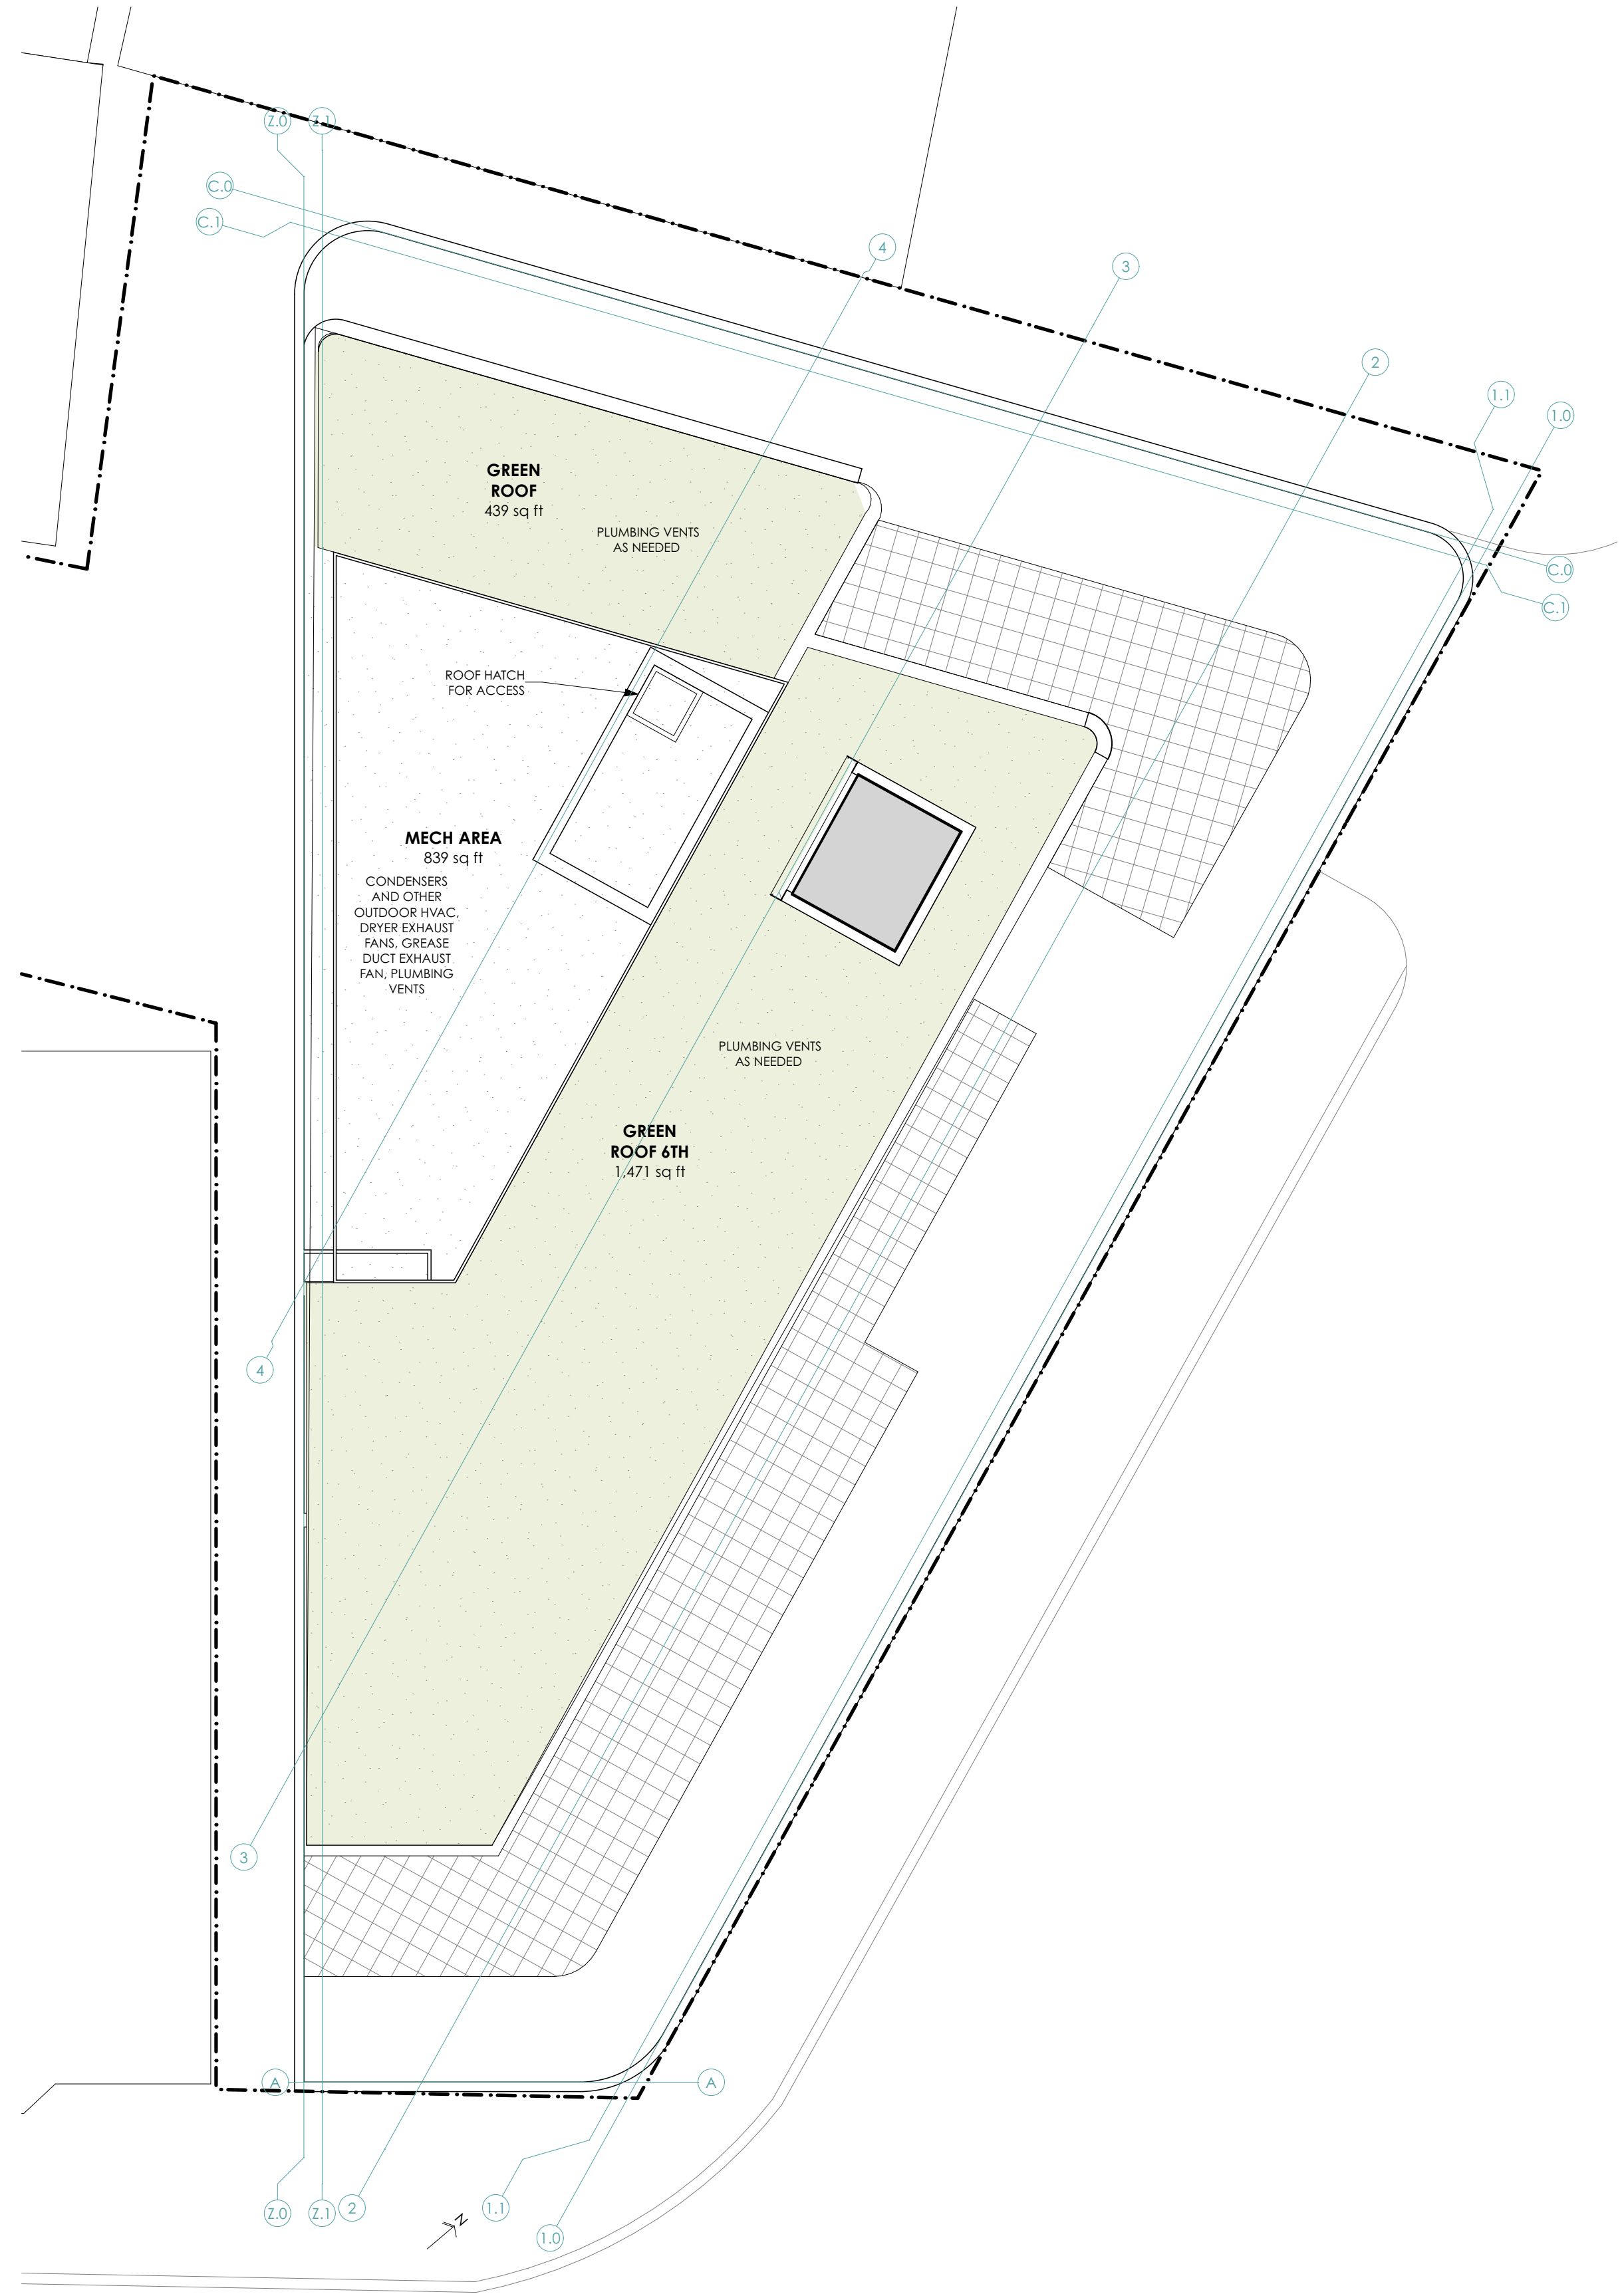 Z.0
Z.1
C.0
C.1
4
3
2
1.1
1.0
GREEN
ROOF
439 sq ft
PLUMBING VENTS
AS NEEDED
C.0
C.1
ROOF HATCH
FOR ACCESS
MECH AREA
839 sq ft
CONDENSERS
AND OTHER
OUTDOOR HVAC,
DRYER EXHAUST
FANS, GREASE
DUCT EXHAUST
FAN, PLUMBING
VENTS
PLUMBING VENTS
AS NEEDED
GREEN
ROOF 6TH
1,471 sq ft
4
3
A
A
Z.0
Z.1
2
1.1
1.0
N